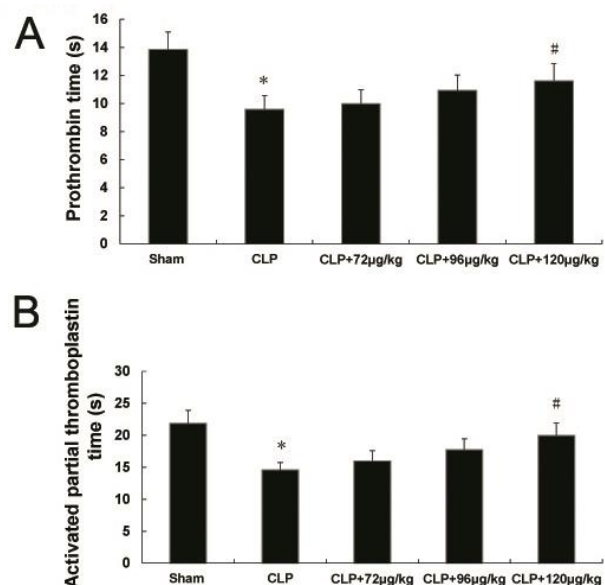 A
Prothrombin time (s)
16
14
12
10
8
6
4
2
0
*
#
Sham
CLP
CLP+72μg/kg
CLP+96μg/kg
CLP+120μg/kg
B
Activated partial thromboplastin
time (s)
30
25
20
15
10
5
0
*
#
Sham
CLP
CLP+72μg/kg
CLP+96μg/kg
CLP+120μg/kg